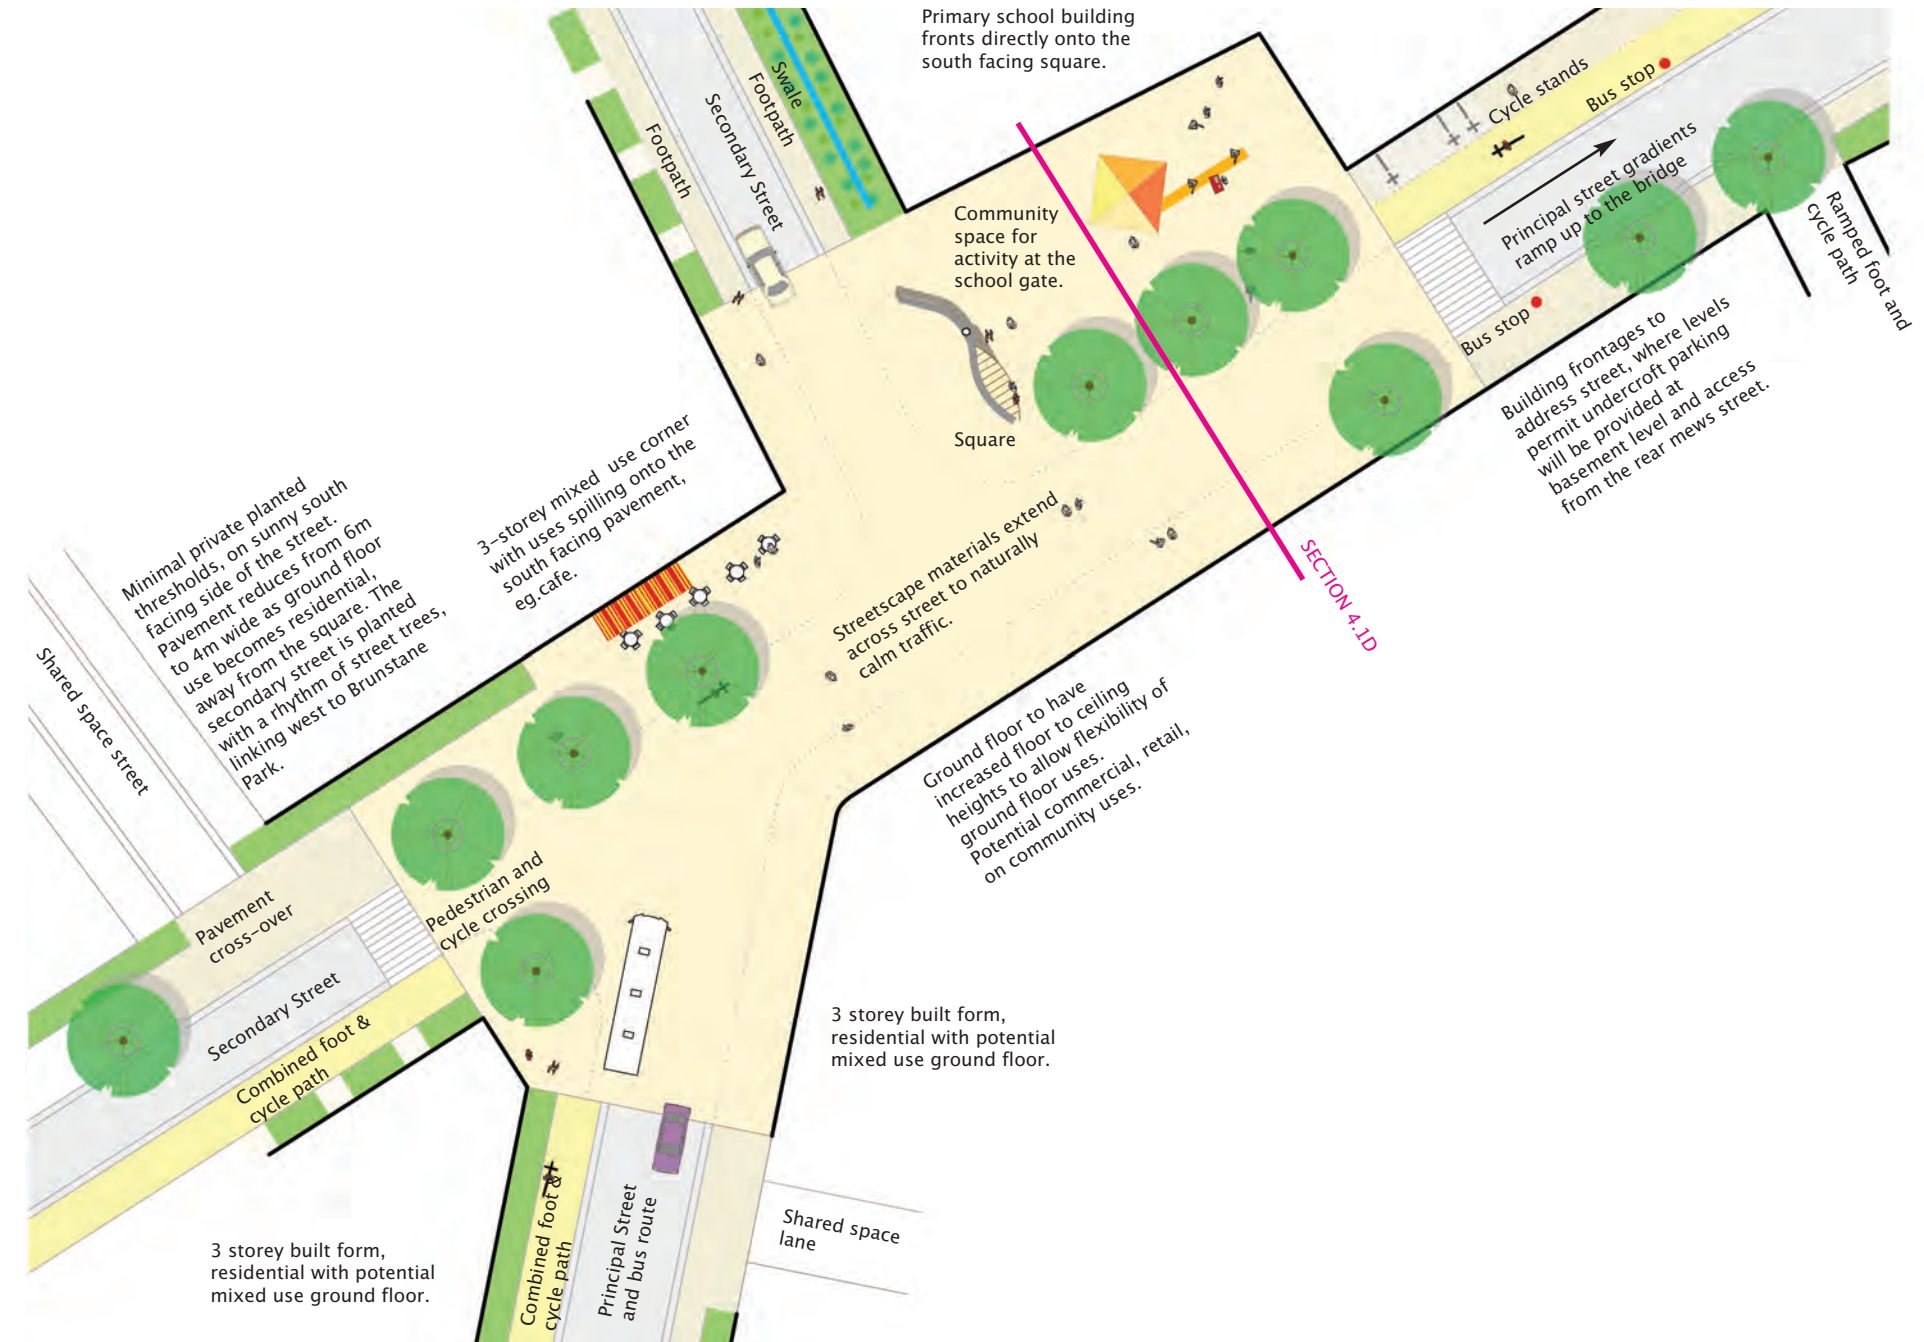 Primary school building
fronts directly onto the
south facing square.
Swale
Footpath
Secondary Street
Footpath
Cycle stands
Bus stop
Principal street gradients
ramp up to the bridge
Ramped foot and
cycle path
Community
space for
activity at the
school gate.
Bus stop
Square
Building frontages to
address street, where levels
permit undercroft parking
will be provided at
basement level and access
from the rear mews street.
3-storey mixed use corner
with uses spilling onto the
south facing pavement,
eg.cafe.
Minimal private planted
thresholds, on sunny south
facing side of the street.
Pavement reduces from 6m
to 4m wide as ground floor
use becomes residential,
away from the square. The
secondary street is planted
with a rhythm of street trees,
linking west to Brunstane
Park.
Shared space street
Streetscape materials extend
across street to naturally
calm traffic.
SECTION 4.1D
Ground floor to have
increased floor to ceiling
heights to allow flexibility of
ground floor uses.
Potential commercial, retail,
on community uses.
Pedestrian and
cycle crossing
Pavement
cross-over
Secondary Street
Combined foot &
cycle path
3 storey built form,
residential with potential
mixed use ground floor.
Combined foot &
cycle path
Principal Street
and bus route
Shared space
lane
3 storey built form,
residential with potential
mixed use ground floor.